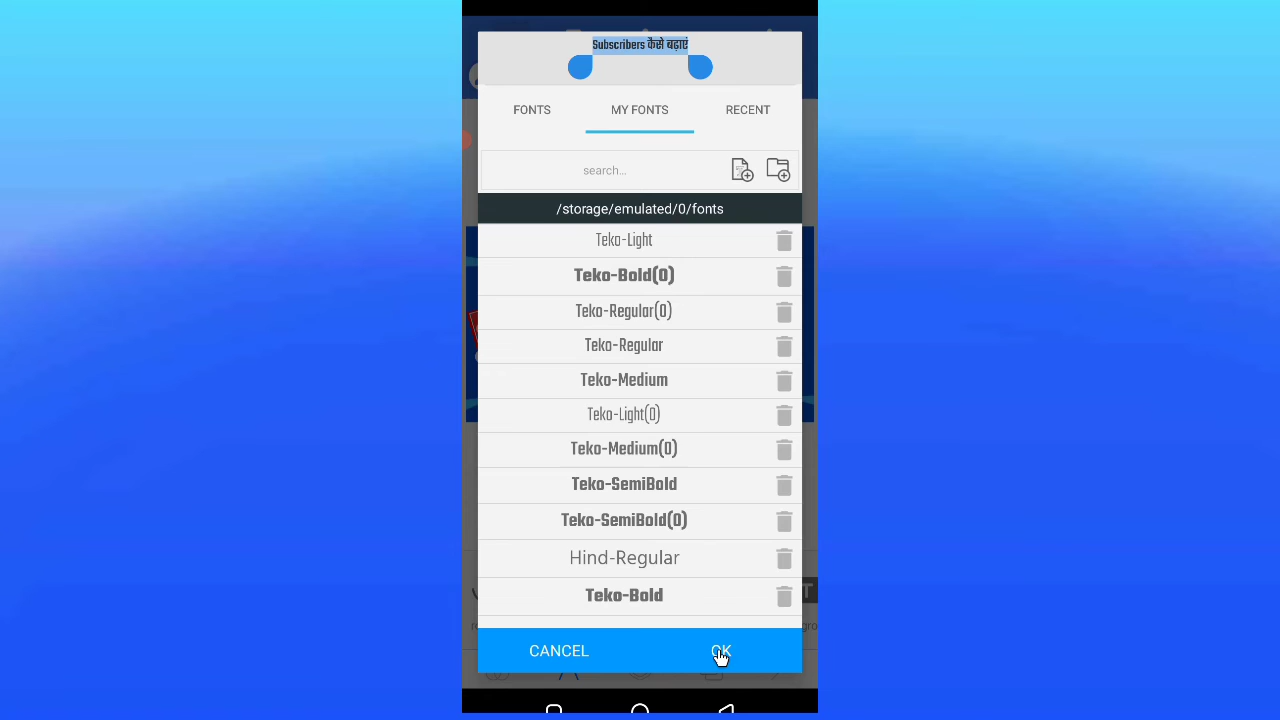 Subscribers कैसे बढ़ाएं
FONTS MY FONTS RECENT
search...
/storage/emulated/0/fonts
Teko-Light
Teko-Bold(0)
Teko-Regular(0)
Teko-Regular
Teko-Medium
Teko-Light(0)
Teko-Medium(0)
Teko-SemiBold
Teko-SemiBold(0)
Hind-Regular
Teko-Bold
CANCEL OK